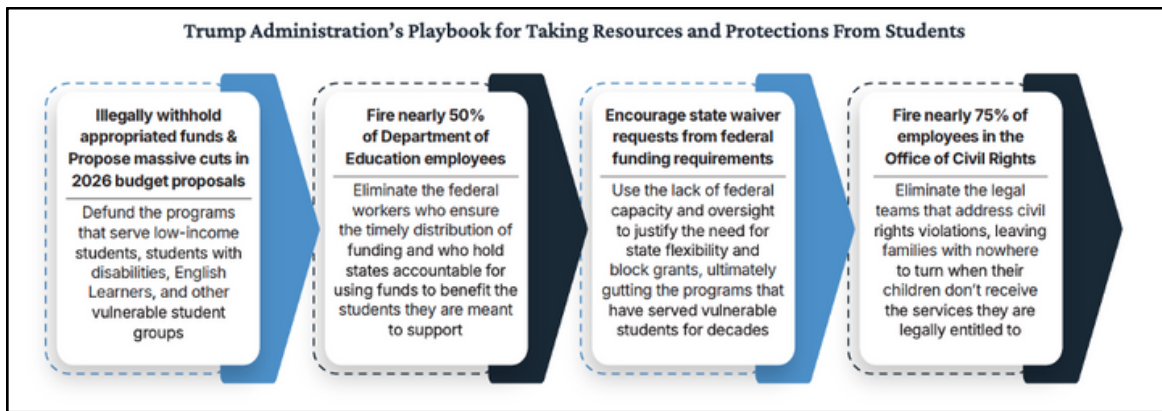 Trump Administration's Playbook for Taking Resources and Protections From Students
Illegally withhold
appropriated funds &
Propose massive cuts in
2026 budget proposals
Defund the programs
that serve low-income
students, students with
disabilities, English
Learners, and other
vulnerable student
groups
Fire nearly 50%
of Department of
Education employees
Eliminate the federal
workers who ensure
the timely distribution of
funding and who hold
states accountable for
using funds to benefit the
students they are meant
to support
Encourage state waiver
requests from federal
funding requirements
Use the lack of federal
capacity and oversight
to justify the need for
state flexibility and
block grants, ultimately
gutting the programs that
have served vulnerable
students for decades
Fire nearly 75% of
employees in the
Office of Civil Rights
Eliminate the legal
teams that address civil
rights violations, leaving
families with nowhere
to turn when their
children don't receive
the services they are
legally entitled to